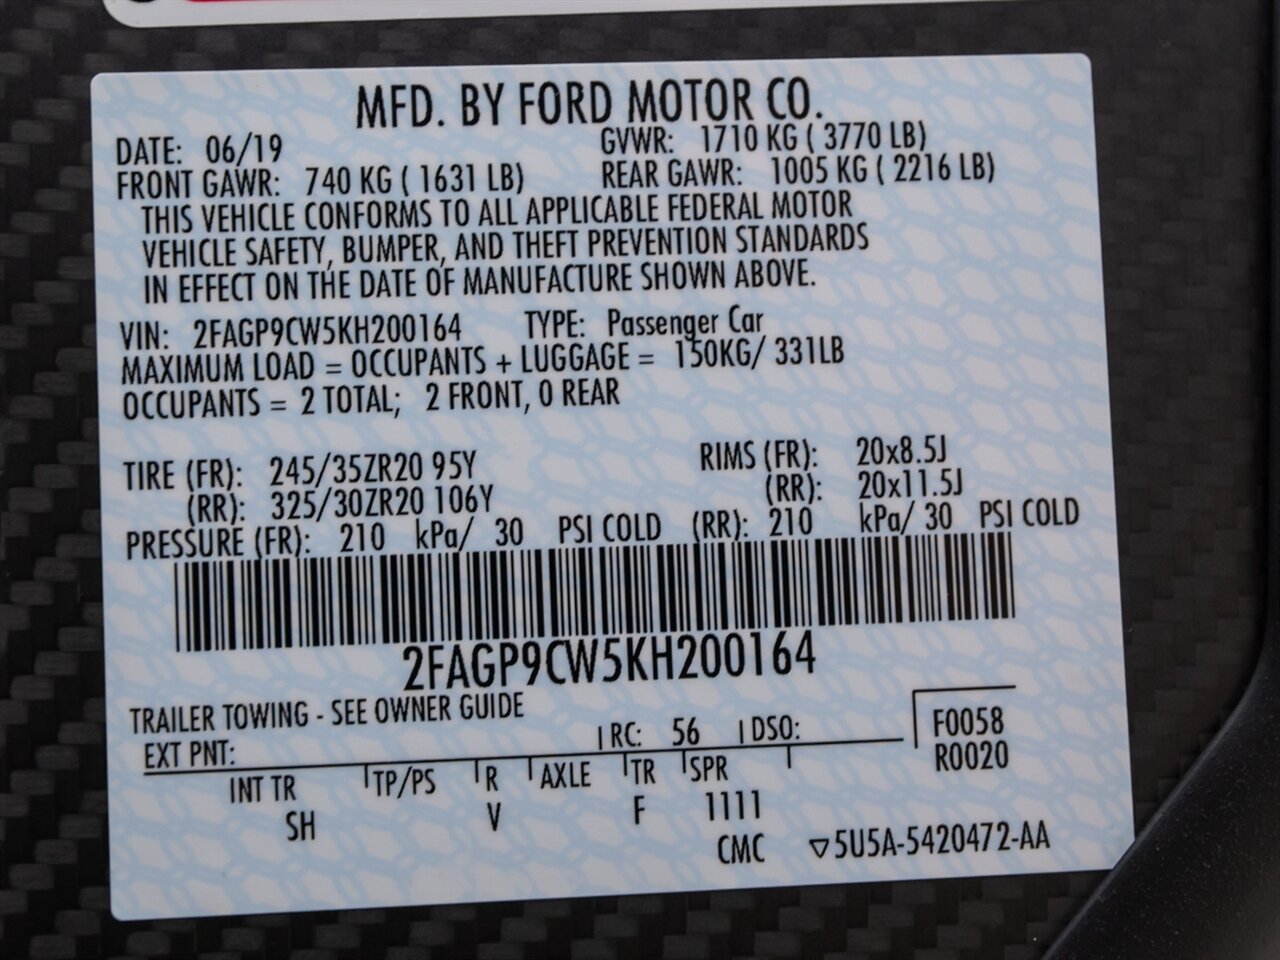 MFD. BY FORD MOTOR CO.
DATE: 06/19 GVWR: 1710 KG ( 3770 LB)
FRONT GAWR: 740 KG ( 1631 LB) REAR GAWR: 1005 KG ( 2216 LB)
THIS VEHICLE CONFORMS TO ALL APPLICABLE FEDERAL MOTOR
VEHICLE SAFETY, BUMPER, AND THEFT PREVENTION STANDARDS
IN EFFECT ON THE DATE OF MANUFACTURE SHOWN ABOVE.
VIN: 2FAGP9CW5KH200164 TYPE: Passenger Car
MAXIMUM LOAD = OCCUPANTS + LUGGAGE = 150KG/ 331LB
OCCUPANTS = 2 TOTAL; 2 FRONT, 0 REAR
TIRE (FR): 245/35ZR20 95Y RIMS (FR): 20x8.5J
(RR): 325/30ZR20 106Y (RR): 20x11.5J
PRESSURE (FR): 210 kPa/ 30 PSI COLD (RR): 210 kPa/ 30 PSI COLD
2FAGP9CW5KH200164
TRAILER TOWING - SEE OWNER GUIDE
EXT PNT: RC: 56 DSO: F0058
R0020
INT TR TP/PS R AXLE TR SPR
SH V F 1111
CMC ▽5U5A-5420472-AA